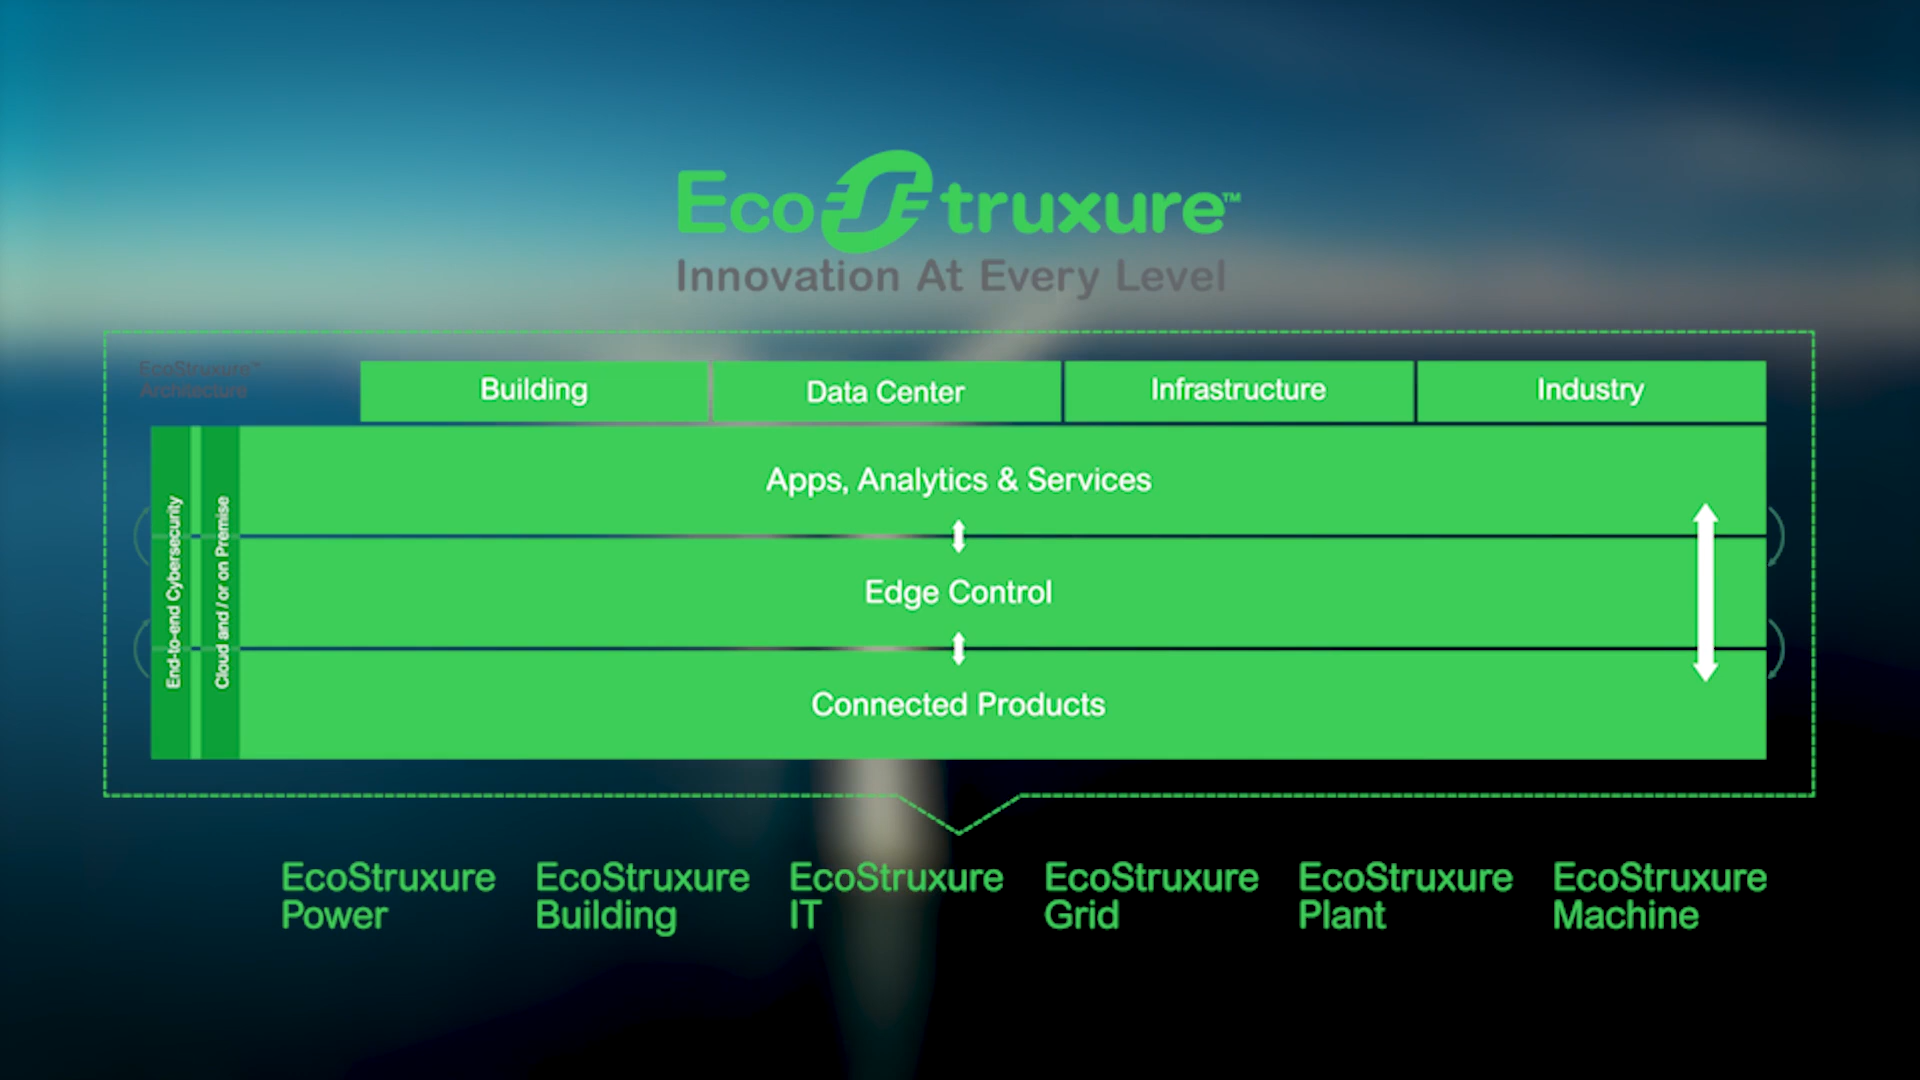 EcoStruxure™
Innovation At Every Level
EcoStruxure™
Architecture
Building
Data Center
Infrastructure
Industry
End-to-end Cybersecurity
Cloud and/or on Premise
Apps, Analytics & Services
Edge Control
Connected Products
EcoStruxure
Power
EcoStruxure
Building
EcoStruxure
IT
EcoStruxure
Grid
EcoStruxure
Plant
EcoStruxure
Machine